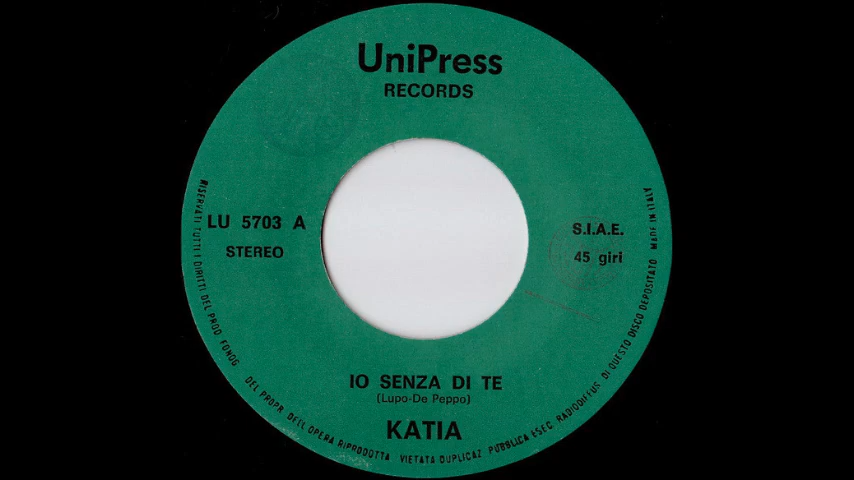 UniPress
RECORDS
LU 5703 A
STEREO
S.I.A.E.
45 giri
IO SENZA DI TE
(Lupo-De Peppo)
KATIA
RISERVATI TUTTI I DIRITTI DEL PROD. FONOG. DEL PROPR. DELL'OPERA RIPRODOTTA VIETATA DUPLICAZ. PUBBLICA ESEC. RADIODIFFUS. DI QUESTO DISCO DEPOSITATO MADE IN ITALY